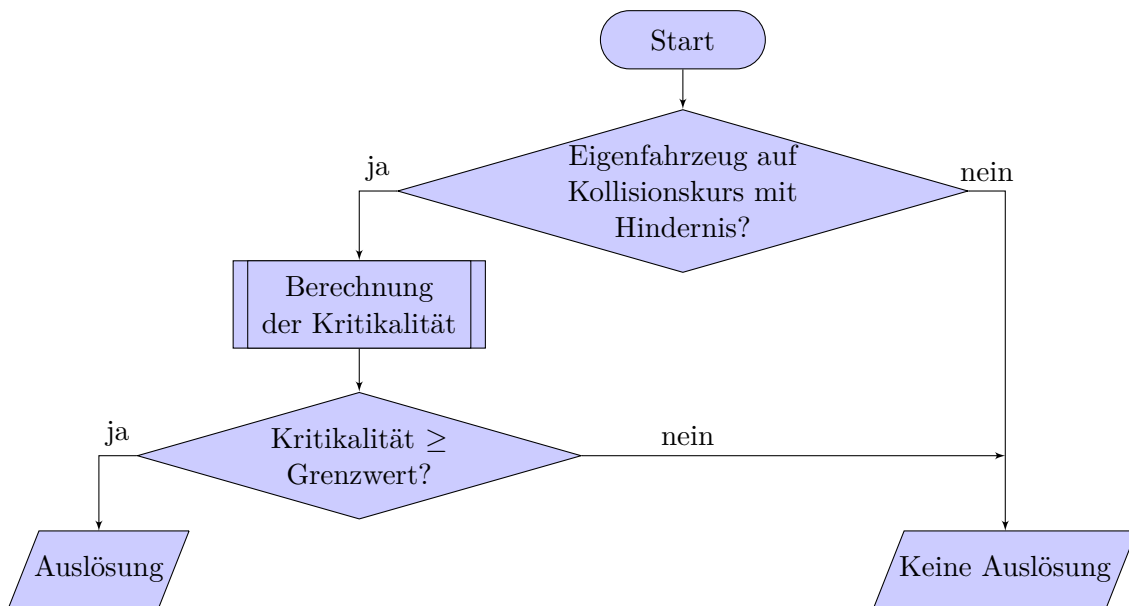 Start
Eigenfahrzeug auf
Kollisionskurs mit
Hindernis?
ja
nein
Berechnung
der Kritikalität
Kritikalität ≥
Grenzwert?
ja
nein
Auslösung
Keine Auslösung